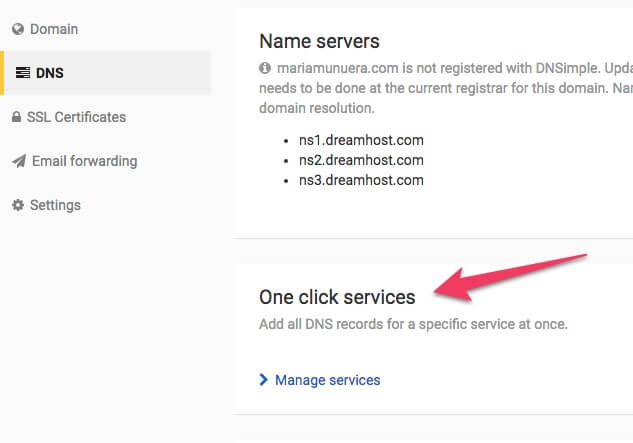 Domain
DNS
SSL Certificates
Email forwarding
Settings
Name servers
mariamunuera.com is not registered with DNSimple. Upda
needs to be done at the current registrar for this domain. Nar
domain resolution.
ns1.dreamhost.com
ns2.dreamhost.com
ns3.dreamhost.com
One click services
Add all DNS records for a specific service at once.
Manage services